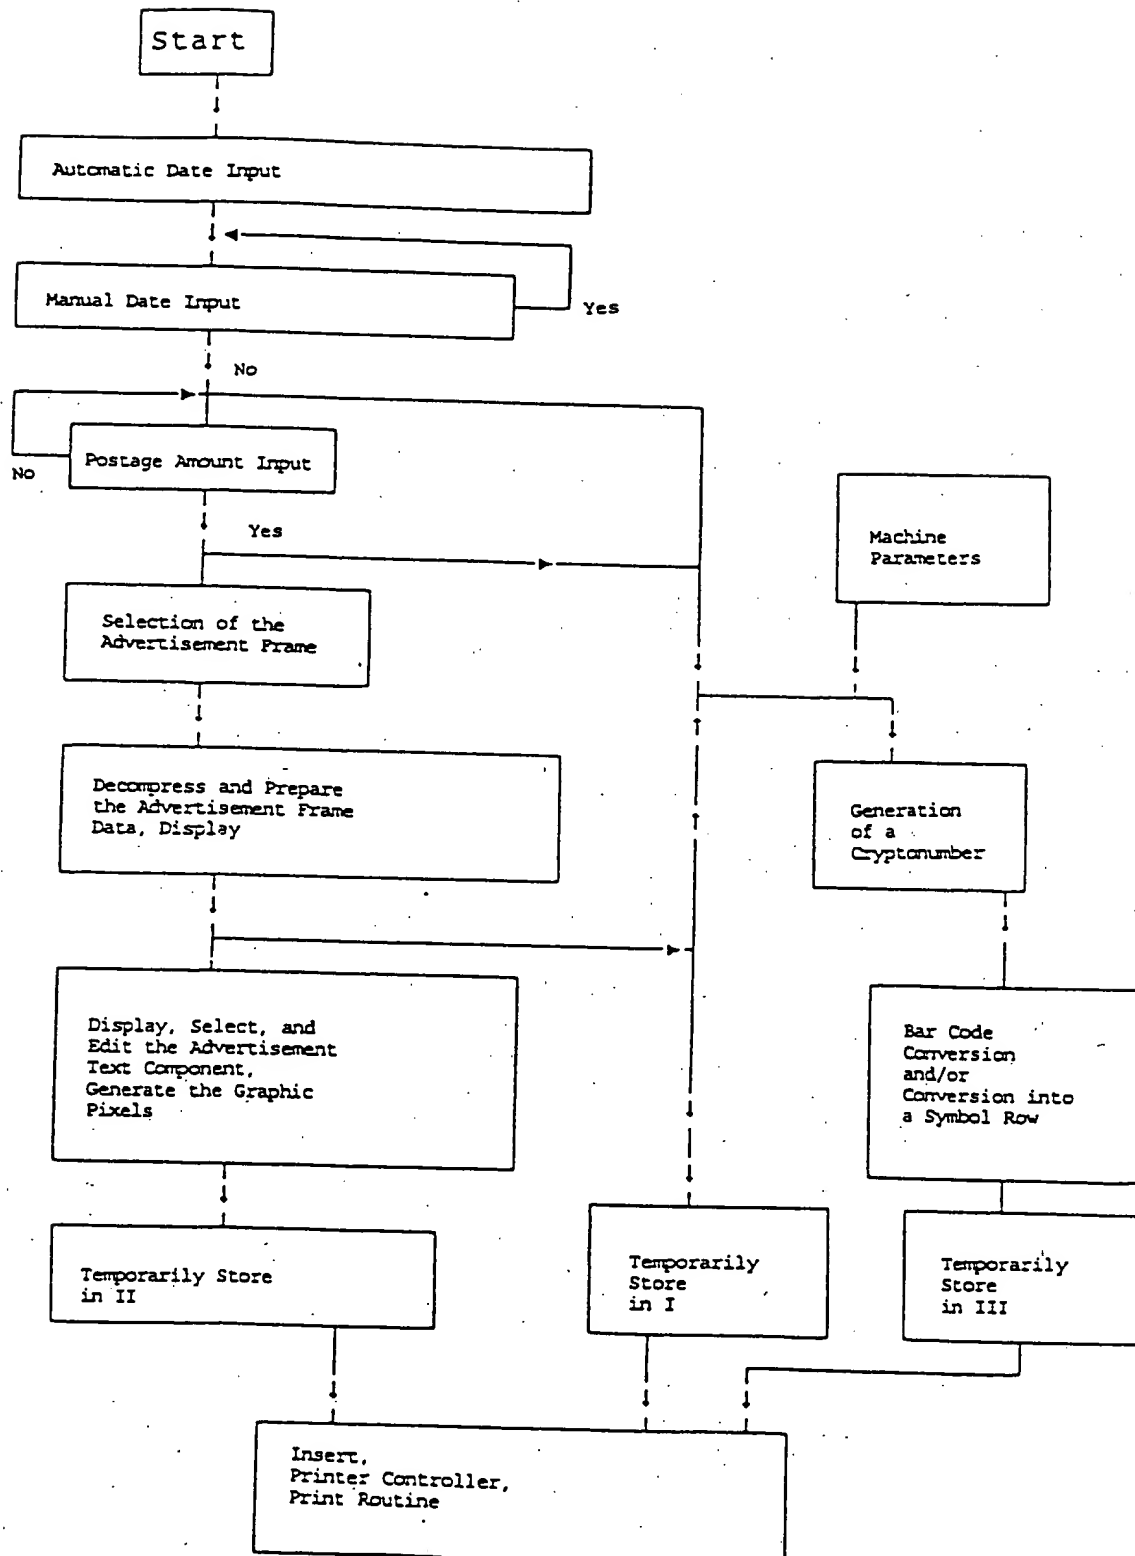 Start
Automatic Date Input
Manual Date Input
Yes
No
Postage Amount Input
No
Yes
Machine
Parameters
Selection of the
Advertisement Frame
Decompress and Prepare
the Advertisement Frame
Data, Display
Generation
of a
Cryptonumber
Display, Select, and
Edit the Advertisement
Text Component,
Generate the Graphic
Pixels
Bar Code
Conversion
and/or
Conversion into
a Symbol Row
Temporarily Store
in II
Temporarily
Store
in I
Temporarily
Store
in III
Insert,
Printer Controller,
Print Routine